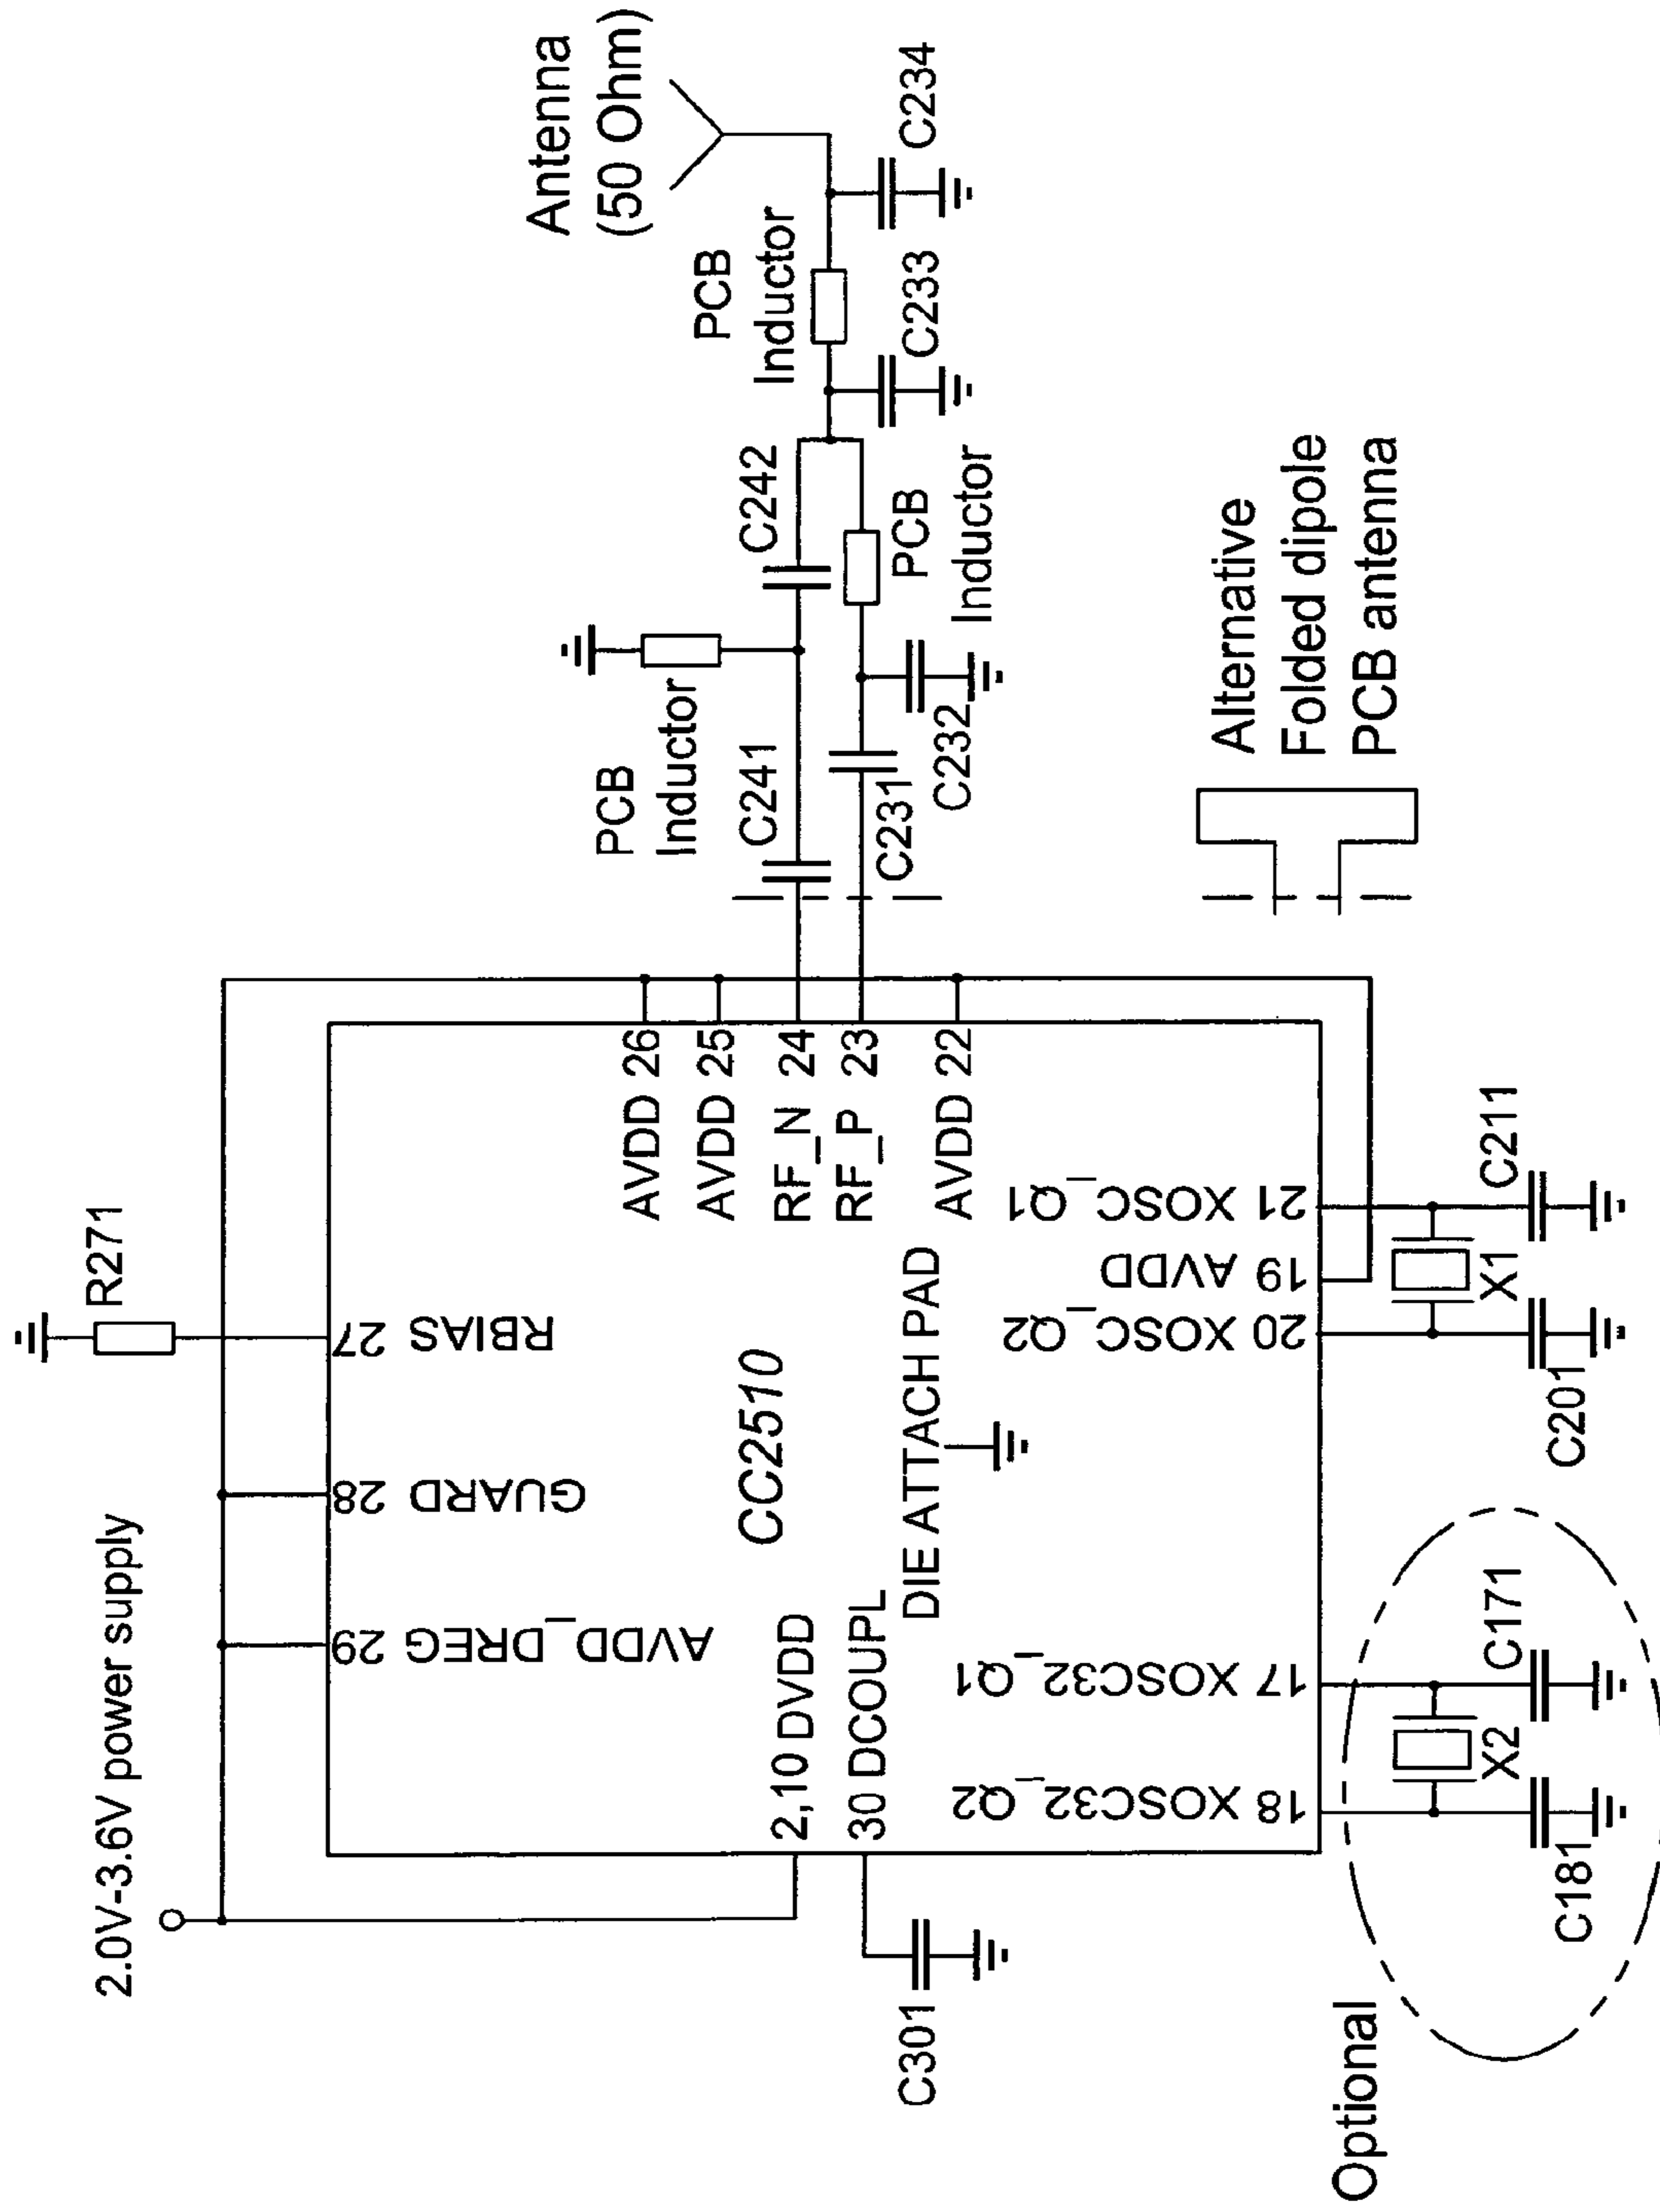 2.0V-3.6V power supply
R271
Antenna
(50 Ohm)
29 AVDD_DREG
28 GUARD
27 RBIAS
AVDD 26
AVDD 25
RF_N 24
RF_P 23
AVDD 22
CC2510
2,10 DVDD
30 DCOUPL
DIE ATTACH PAD
18 XOSC32_Q2
17 XOSC32_Q1
20 XOSC_Q2
19 AVDD
21 XOSC_Q1
PCB
Inductor
C241
C242
C231
C232
PCB
Inductor
PCB
Inductor
C233
C234
C301
Optional
C181
X2
C171
C201
X1
C211
Alternative
Folded dipole
PCB antenna